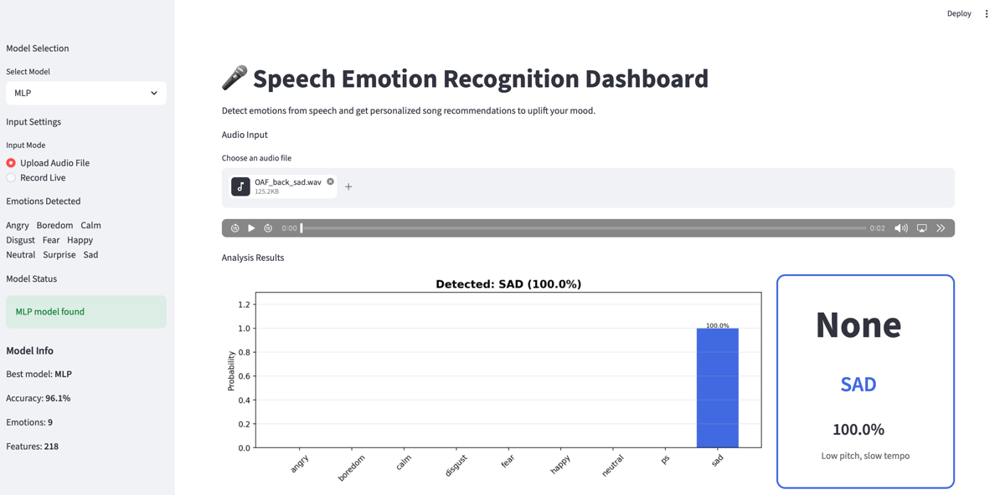 Deploy
Model Selection
Select Model
MLP
Input Settings
Input Mode
Upload Audio File
Record Live
Emotions Detected
Angry Boredom Calm
Disgust Fear Happy
Neutral Surprise Sad
Model Status
MLP model found
Model Info
Best model: MLP
Accuracy: 96.1%
Emotions: 9
Features: 218
Speech Emotion Recognition Dashboard
Detect emotions from speech and get personalized song recommendations to uplift your mood.
Audio Input
Choose an audio file
OAF_back_sad.wav
125.2KB
0:00
0:02
Analysis Results
Detected: SAD (100.0%)
Probability
1.2
1.0
0.8
0.6
0.4
0.2
0.0
100.0%
angry
boredom
calm
disgust
fear
happy
neutral
ps
sad
None
SAD
100.0%
Low pitch, slow tempo